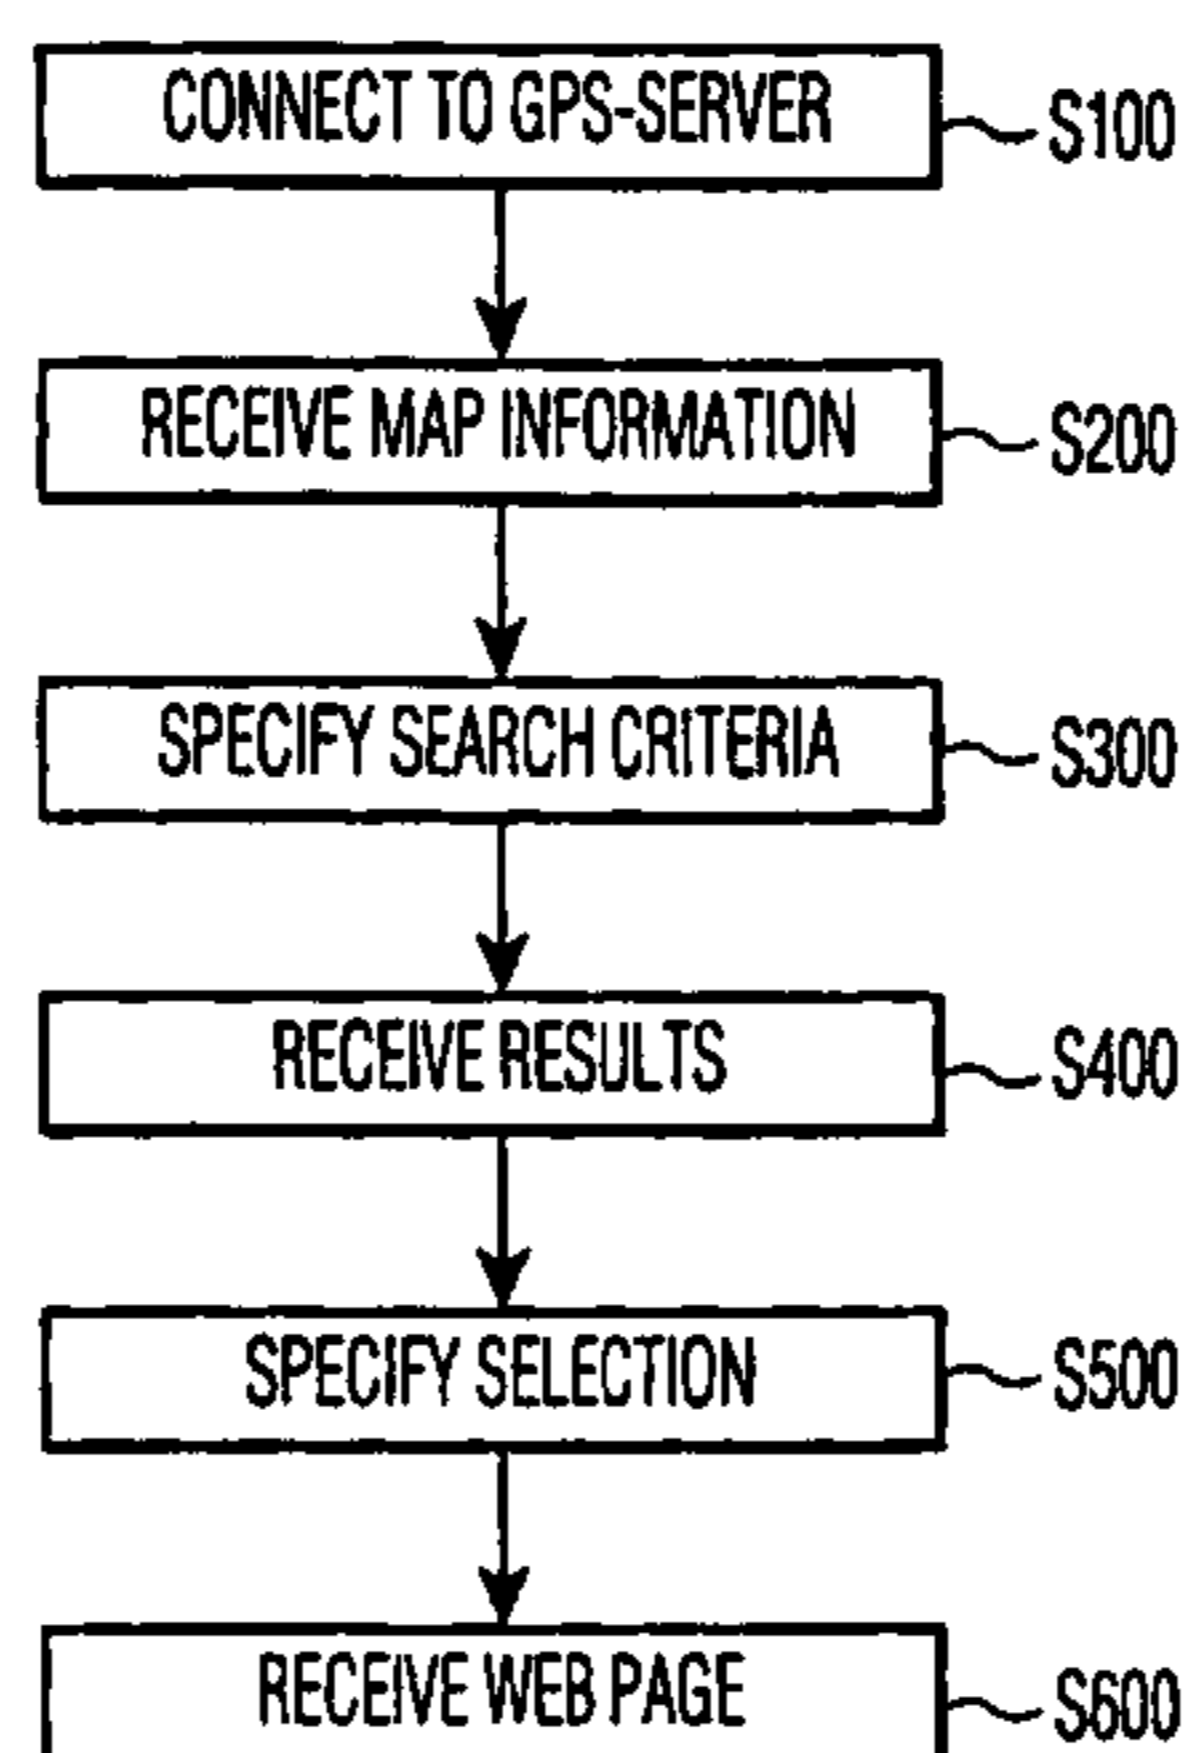 CONNECT TO GPS-SERVER
S100
RECEIVE MAP INFORMATION
S200
SPECIFY SEARCH CRITERIA
S300
RECEIVE RESULTS
S400
SPECIFY SELECTION
S500
RECEIVE WEB PAGE
S600